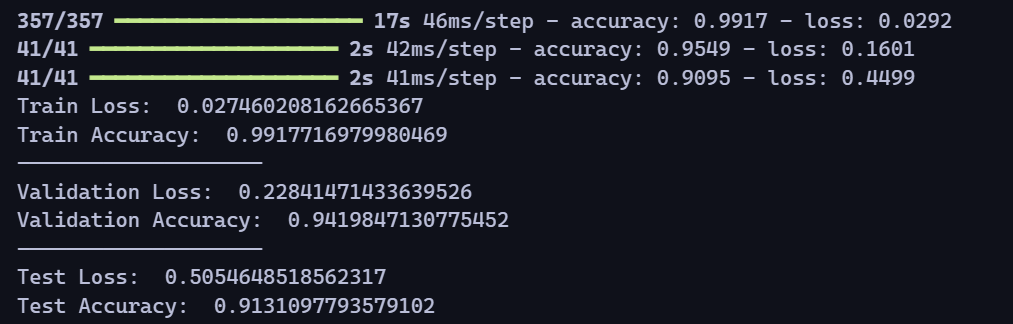 357/357 ━━━━━━━━━━━━━━━━━━━━ 17s 46ms/step - accuracy: 0.9917 - loss: 0.0292
41/41 ━━━━━━━━━━━━━━━━━━━━ 2s 42ms/step - accuracy: 0.9549 - loss: 0.1601
41/41 ━━━━━━━━━━━━━━━━━━━━ 2s 41ms/step - accuracy: 0.9095 - loss: 0.4499
Train Loss:  0.027460208162665367
Train Accuracy:  0.9917716979980469
--------------------
Validation Loss:  0.22841471433639526
Validation Accuracy:  0.9419847130775452
--------------------
Test Loss:  0.5054648518562317
Test Accuracy:  0.9131097793579102